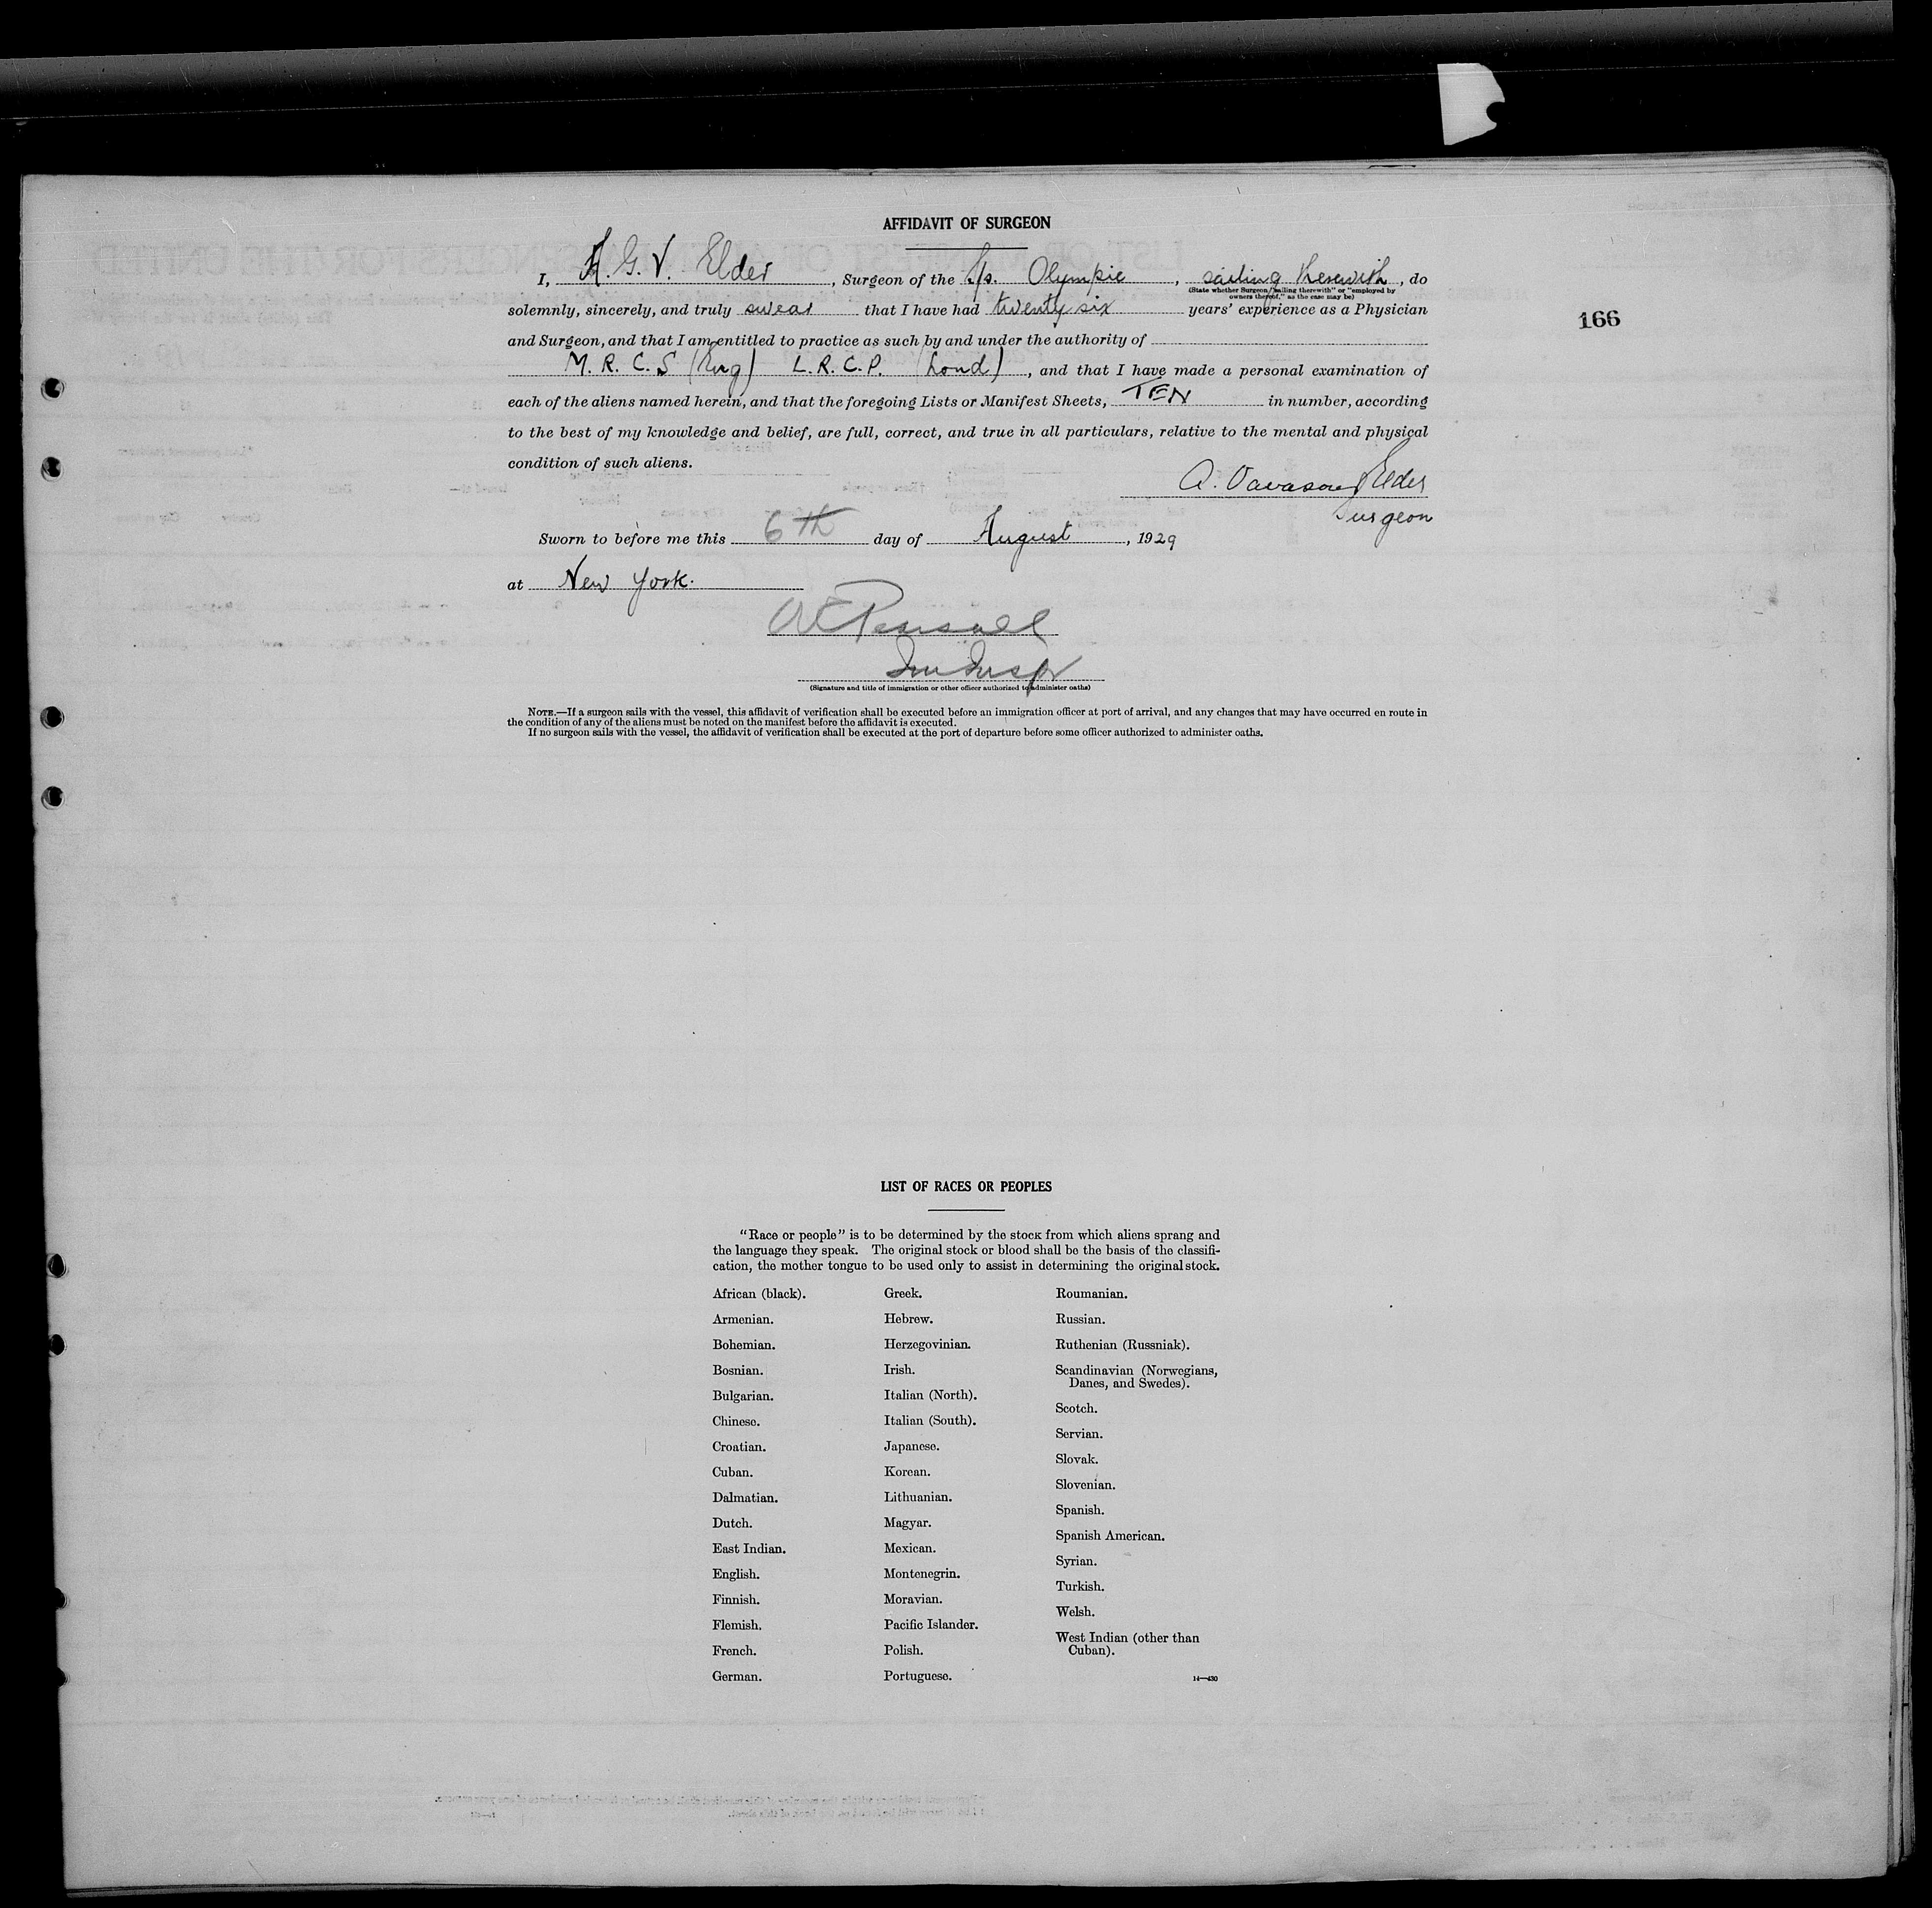 AFFIDAVIT OF SURGEON
I, A. G. V. Elder, Surgeon of the S/s. Olympic, sailing therewith, do
(State whether Surgeon "sailing therewith" or "employed by
owners thereof," as the case may be)
solemnly, sincerely, and truly swear that I have had twenty six years' experience as a Physician
166
and Surgeon, and that I am entitled to practice as such by and under the authority of
M. R. C. S (Eng) L. R. C. P. (Lond), and that I have made a personal examination of
each of the aliens named herein, and that the foregoing Lists or Manifest Sheets, TEN in number, according
to the best of my knowledge and belief, are full, correct, and true in all particulars, relative to the mental and physical
condition of such aliens.
A. Vavasour Elder
Surgeon
Sworn to before me this 6th day of August, 1929
at New York.
Imm Inspr
(Signature and title of immigration or other officer authorized to administer oaths)
NOTE.—If a surgeon sails with the vessel, this affidavit of verification shall be executed before an immigration officer at port of arrival, and any changes that may have occurred en route in
the condition of any of the aliens must be noted on the manifest before the affidavit is executed.
If no surgeon sails with the vessel, the affidavit of verification shall be executed at the port of departure before some officer authorized to administer oaths.
LIST OF RACES OR PEOPLES
"Race or people" is to be determined by the stock from which aliens sprang and
the language they speak. The original stock or blood shall be the basis of the classifi-
cation, the mother tongue to be used only to assist in determining the original stock.
African (black).
Armenian.
Bohemian.
Bosnian.
Bulgarian.
Chinese.
Croatian.
Cuban.
Dalmatian.
Dutch.
East Indian.
English.
Finnish.
Flemish.
French.
German.
Greek.
Hebrew.
Herzegovinian.
Irish.
Italian (North).
Italian (South).
Japanese.
Korean.
Lithuanian.
Magyar.
Mexican.
Montenegrin.
Moravian.
Pacific Islander.
Polish.
Portuguese.
Roumanian.
Russian.
Ruthenian (Russniak).
Scandinavian (Norwegians,
Danes, and Swedes).
Scotch.
Servian.
Slovak.
Slovenian.
Spanish.
Spanish American.
Syrian.
Turkish.
Welsh.
West Indian (other than
Cuban).
14—430